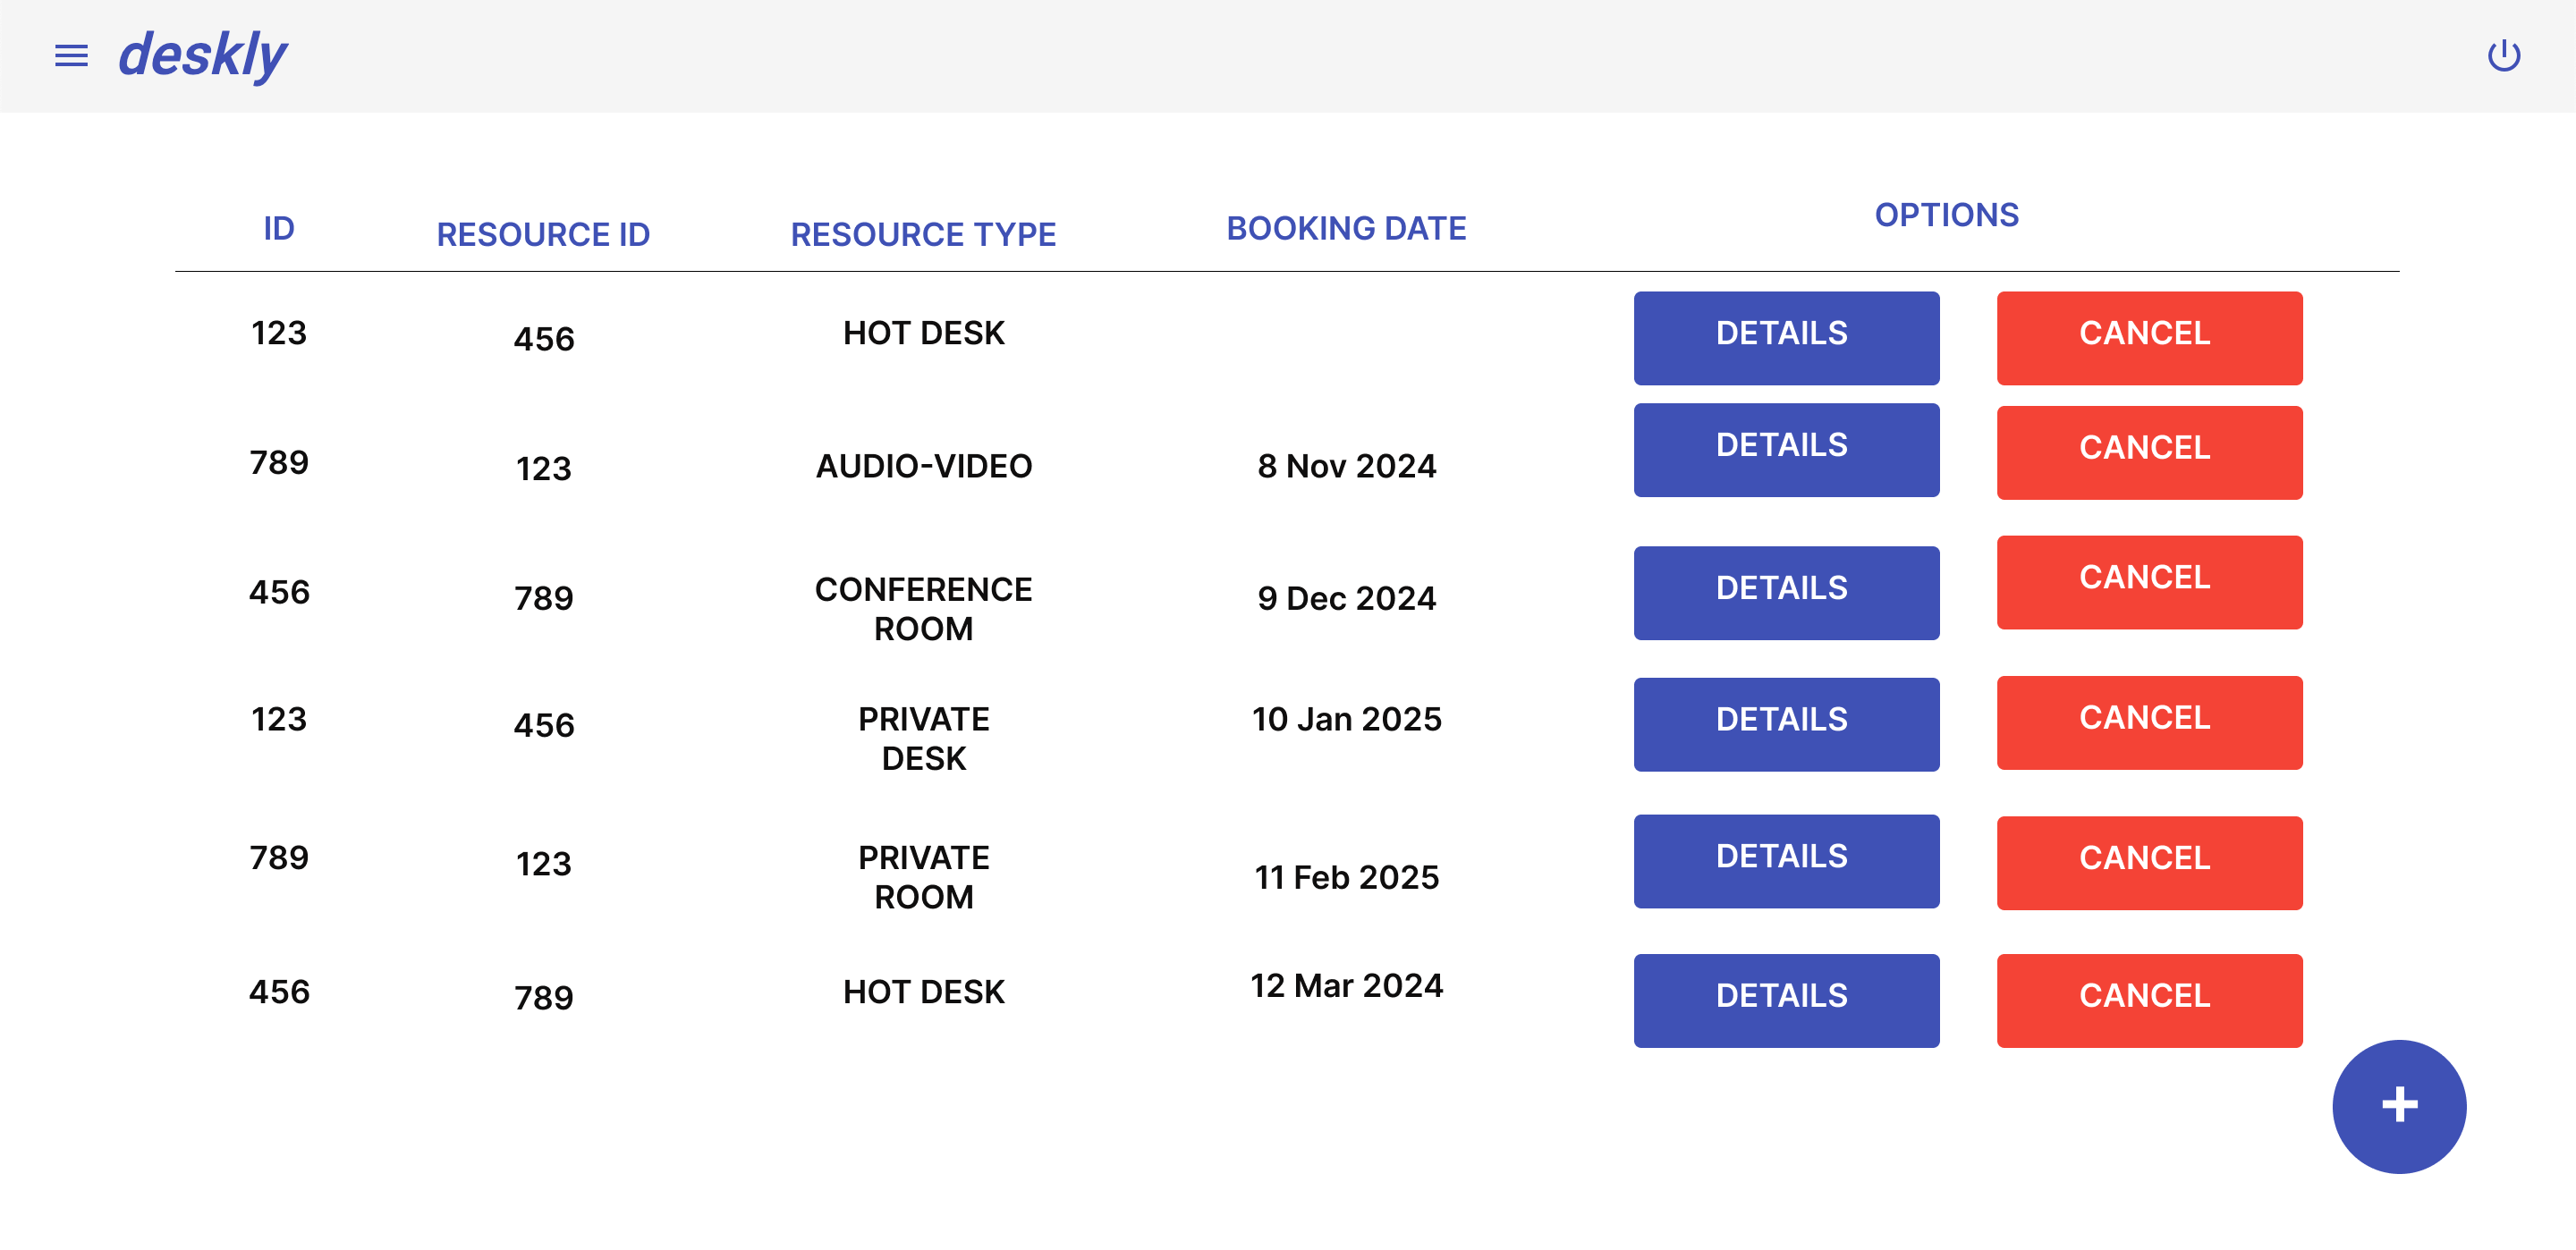 deskly
ID RESOURCE ID RESOURCE TYPE BOOKING DATE OPTIONS
123 456 HOT DESK DETAILS CANCEL
789 123 AUDIO-VIDEO 8 Nov 2024 DETAILS CANCEL
456 789 CONFERENCE ROOM 9 Dec 2024 DETAILS CANCEL
123 456 PRIVATE DESK 10 Jan 2025 DETAILS CANCEL
789 123 PRIVATE ROOM 11 Feb 2025 DETAILS CANCEL
456 789 HOT DESK 12 Mar 2024 DETAILS CANCEL
+